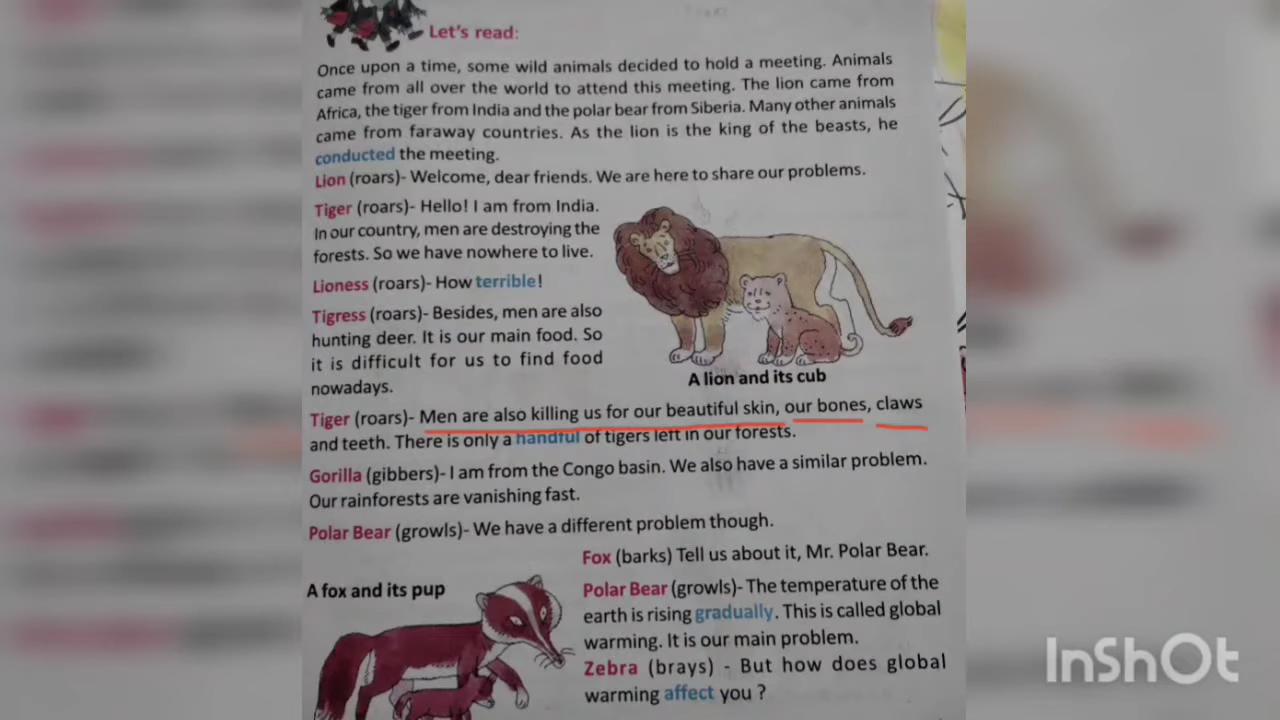 Let's read:
Once upon a time, some wild animals decided to hold a meeting. Animals
came from all over the world to attend this meeting. The lion came from
Africa, the tiger from India and the polar bear from Siberia. Many other animals
came from faraway countries. As the lion is the king of the beasts, he
conducted the meeting.
Lion (roars)- Welcome, dear friends. We are here to share our problems.
Tiger (roars)- Hello! I am from India.
In our country, men are destroying the
forests. So we have nowhere to live.
Lioness (roars)- How terrible!
Tigress (roars)- Besides, men are also
hunting deer. It is our main food. So
it is difficult for us to find food
nowadays.
A lion and its cub
Tiger (roars)- Men are also killing us for our beautiful skin, our bones, claws
and teeth. There is only a handful of tigers left in our forests.
Gorilla (gibbers)- I am from the Congo basin. We also have a similar problem.
Our rainforests are vanishing fast.
Polar Bear (growls)- We have a different problem though.
Fox (barks) Tell us about it, Mr. Polar Bear.
A fox and its pup
Polar Bear (growls)- The temperature of the
earth is rising gradually. This is called global
warming. It is our main problem.
Zebra (brays) - But how does global
warming affect you ?
InShOt